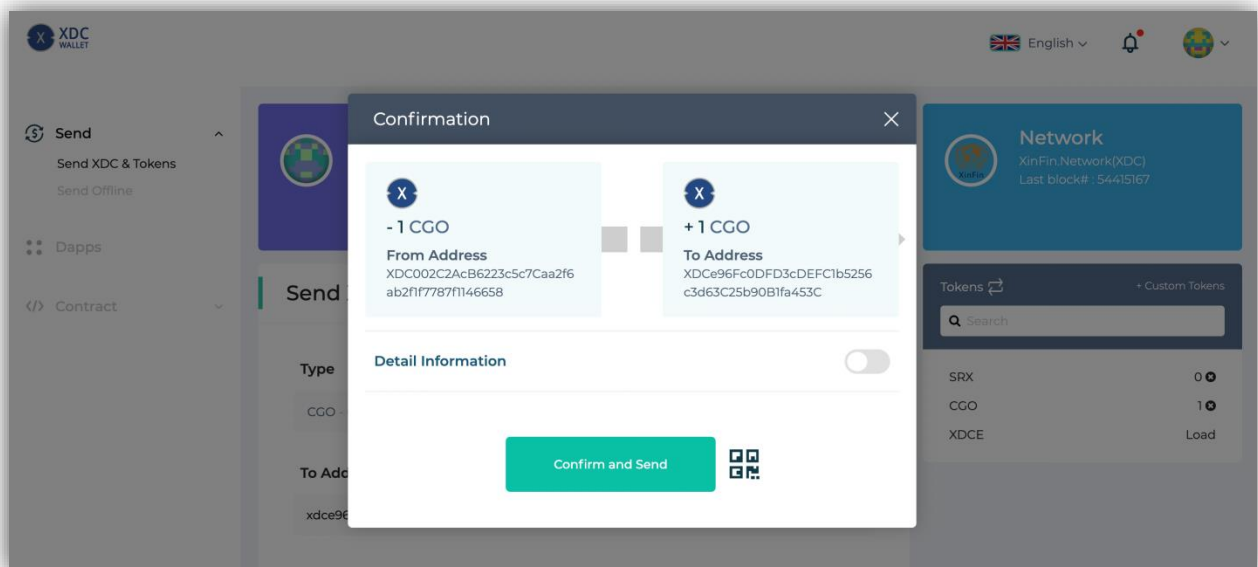 XDC
WALLET
English
Send
Send XDC & Tokens
Send Offline
Dapps
Contract
Confirmation
X
- 1 CGO
From Address
XDC002C2AcB6223c5c7Caa2f6
ab2f1f7787f1146658
X
+ 1 CGO
To Address
XDCe96Fc0DFD3cDEFC1b5256
c3d63C25b90B1fa453C
Detail Information
Confirm and Send
Send
Type
CGO -
To Add
xdce96
XinFin
Network
XinFin.Network(XDC)
Last block# : 54415167
Tokens
+ Custom Tokens
Search
SRX 0
CGO 1
XDCE Load